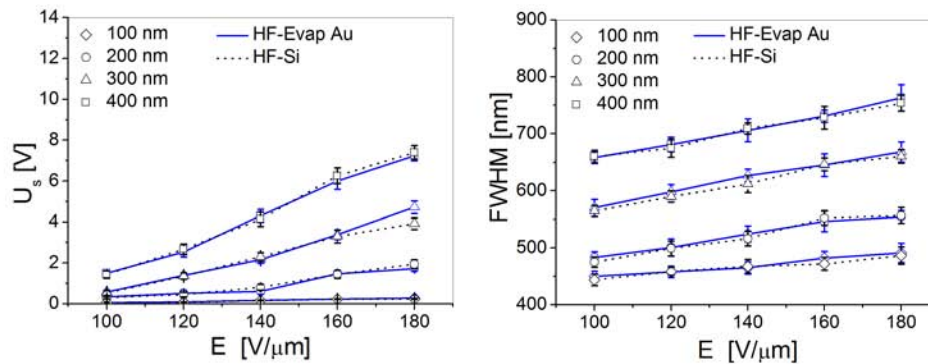 14
12
10
8
6
4
2
0
U_s [V]
◇ 100 nm
○ 200 nm
△ 300 nm
□ 400 nm
HF-Evap Au
HF-Si
100 120 140 160 180
E [V/μm]
900
800
700
600
500
400
FWHM [nm]
◇ 100 nm
○ 200 nm
△ 300 nm
□ 400 nm
HF-Evap Au
HF-Si
100 120 140 160 180
E [V/μm]